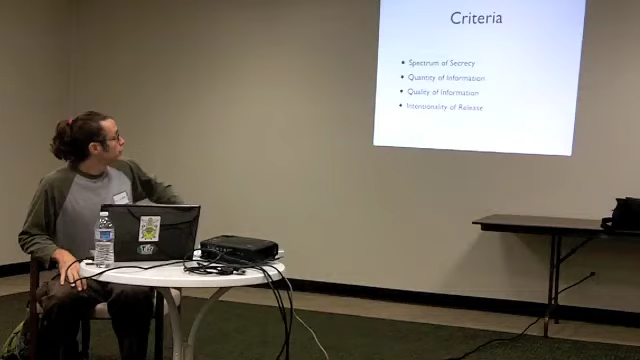 Criteria
• Spectrum of Secrecy
• Quantity of Information
• Quality of Information
• Intentionality of Release